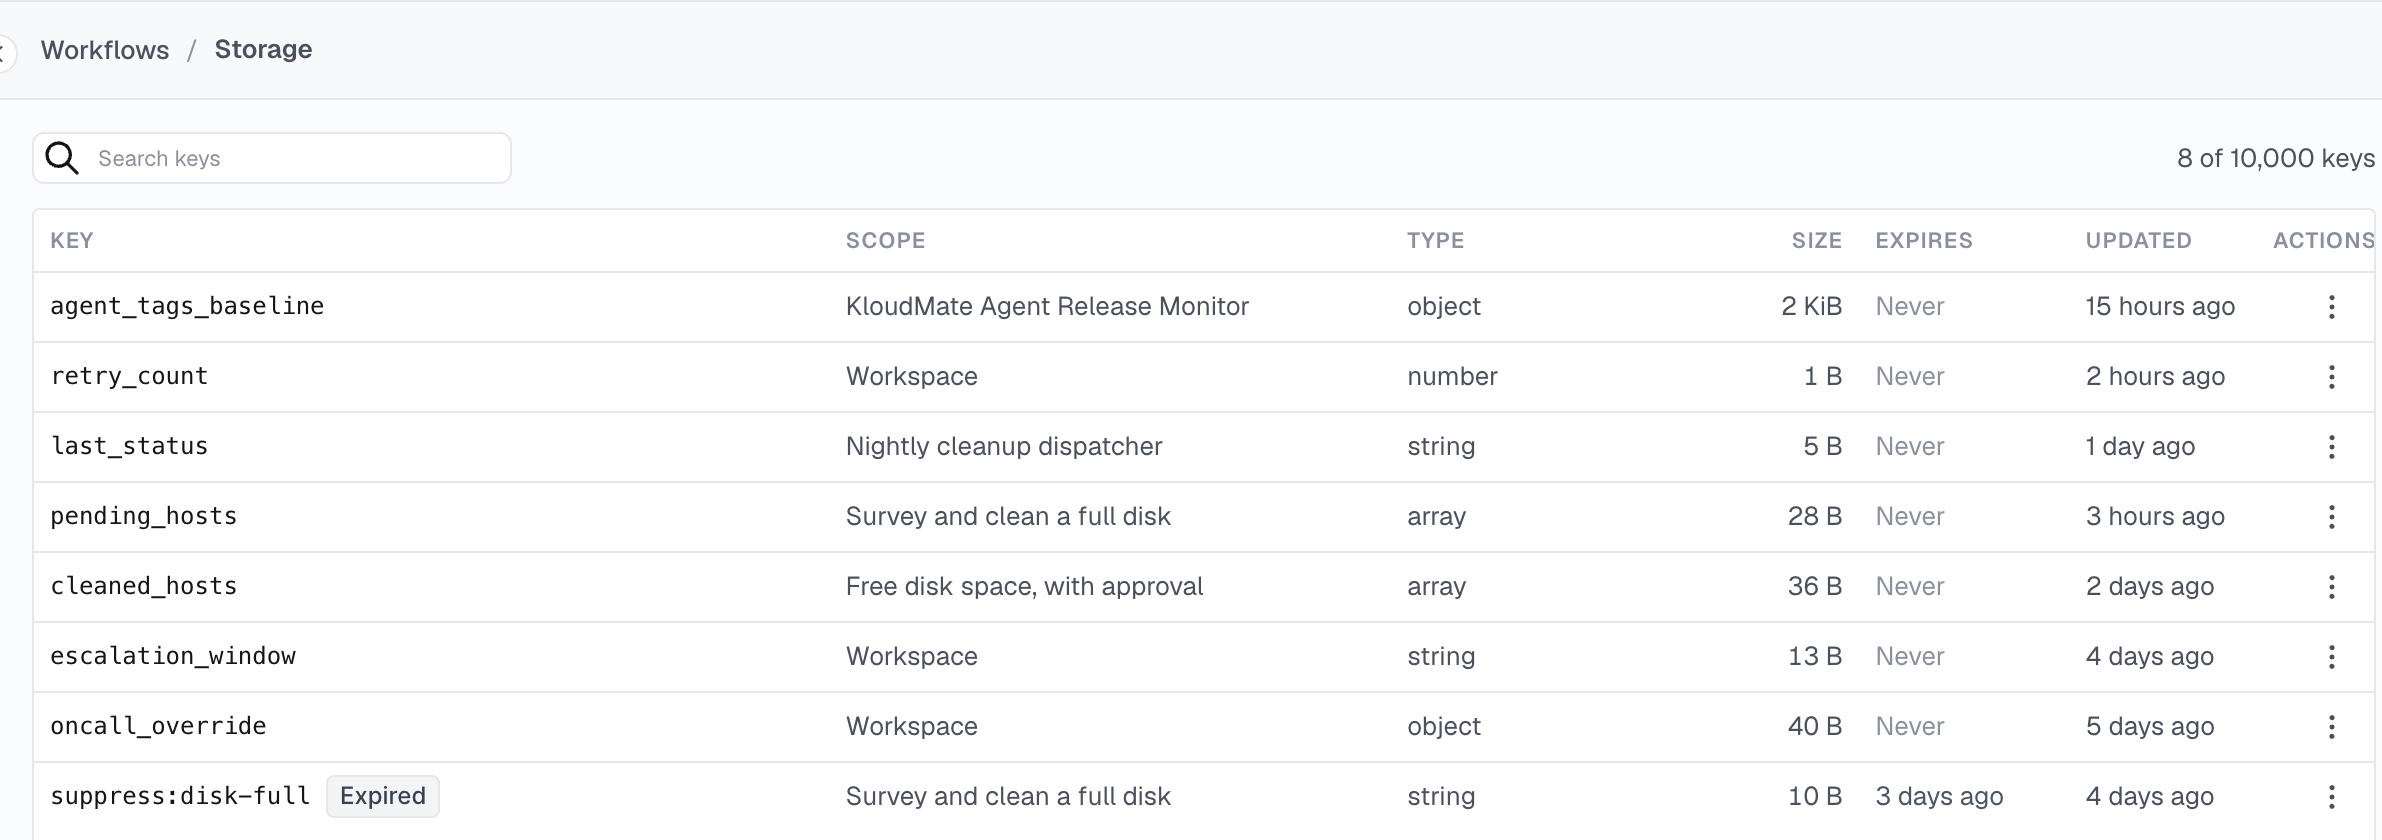 Workflows / Storage
Search keys
8 of 10,000 keys
KEY SCOPE TYPE SIZE EXPIRES UPDATED ACTIONS
agent_tags_baseline KloudMate Agent Release Monitor object 2 KiB Never 15 hours ago
retry_count Workspace number 1 B Never 2 hours ago
last_status Nightly cleanup dispatcher string 5 B Never 1 day ago
pending_hosts Survey and clean a full disk array 28 B Never 3 hours ago
cleaned_hosts Free disk space, with approval array 36 B Never 2 days ago
escalation_window Workspace string 13 B Never 4 days ago
oncall_override Workspace object 40 B Never 5 days ago
suppress:disk-full Expired Survey and clean a full disk string 10 B 3 days ago 4 days ago